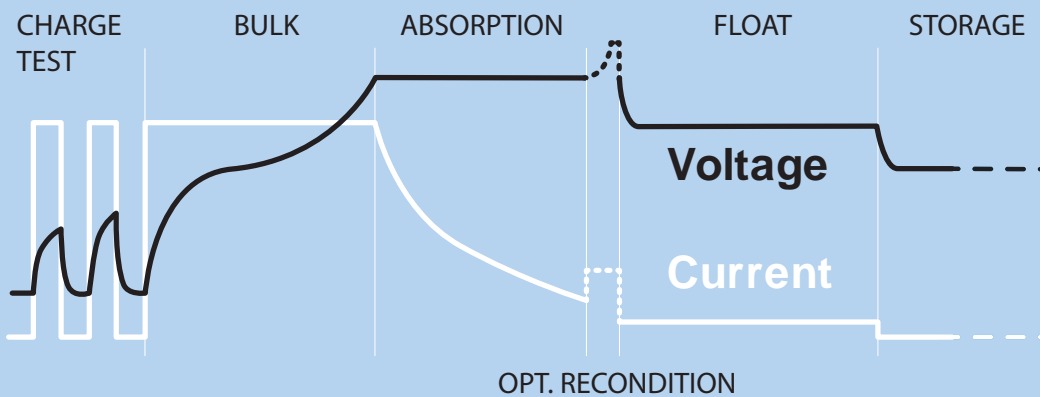 CHARGE TEST
BULK
ABSORPTION
FLOAT
STORAGE
Voltage
Current
OPT. RECONDITION